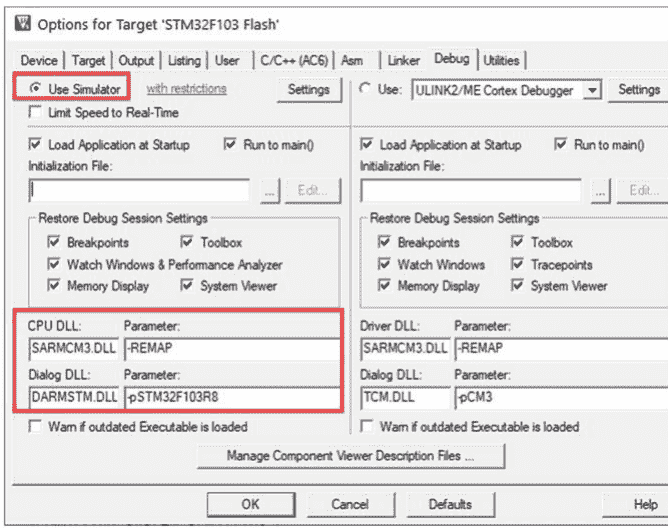 Options for Target 'STM32F103 Flash'
Device Target Output Listing User C/C++ (AC6) Asm Linker Debug Utilities
Use Simulator with restrictions Settings Use: ULINK2/ME Cortex Debugger Settings
Limit Speed to Real-Time
Load Application at Startup Run to main() Load Application at Startup Run to main()
Initialization File: Initialization File:
... Edit... ... Edit...
Restore Debug Session Settings Restore Debug Session Settings
Breakpoints Toolbox Breakpoints Toolbox
Watch Windows & Performance Analyzer Watch Windows Tracepoints
Memory Display System Viewer Memory Display System Viewer
CPU DLL: Parameter: Driver DLL: Parameter:
SARMCM3.DLL -REMAP SARMCM3.DLL -REMAP
Dialog DLL: Parameter: Dialog DLL: Parameter:
DARMSTM.DLL -pSTM32F103R8 TCM.DLL -pCM3
Warn if outdated Executable is loaded Warn if outdated Executable is loaded
Manage Component Viewer Description Files ...
OK Cancel Defaults Help